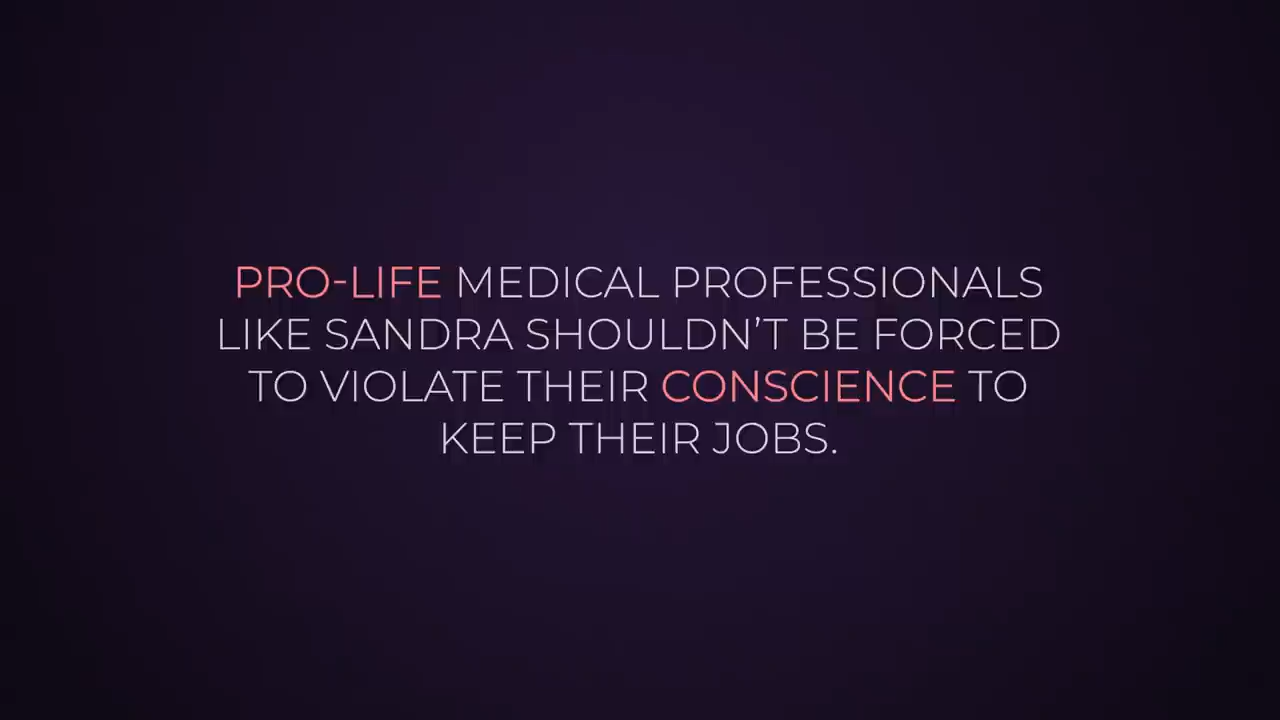 PRO-LIFE MEDICAL PROFESSIONALS
LIKE SANDRA SHOULDN’T BE FORCED
TO VIOLATE THEIR CONSCIENCE TO
KEEP THEIR JOBS.